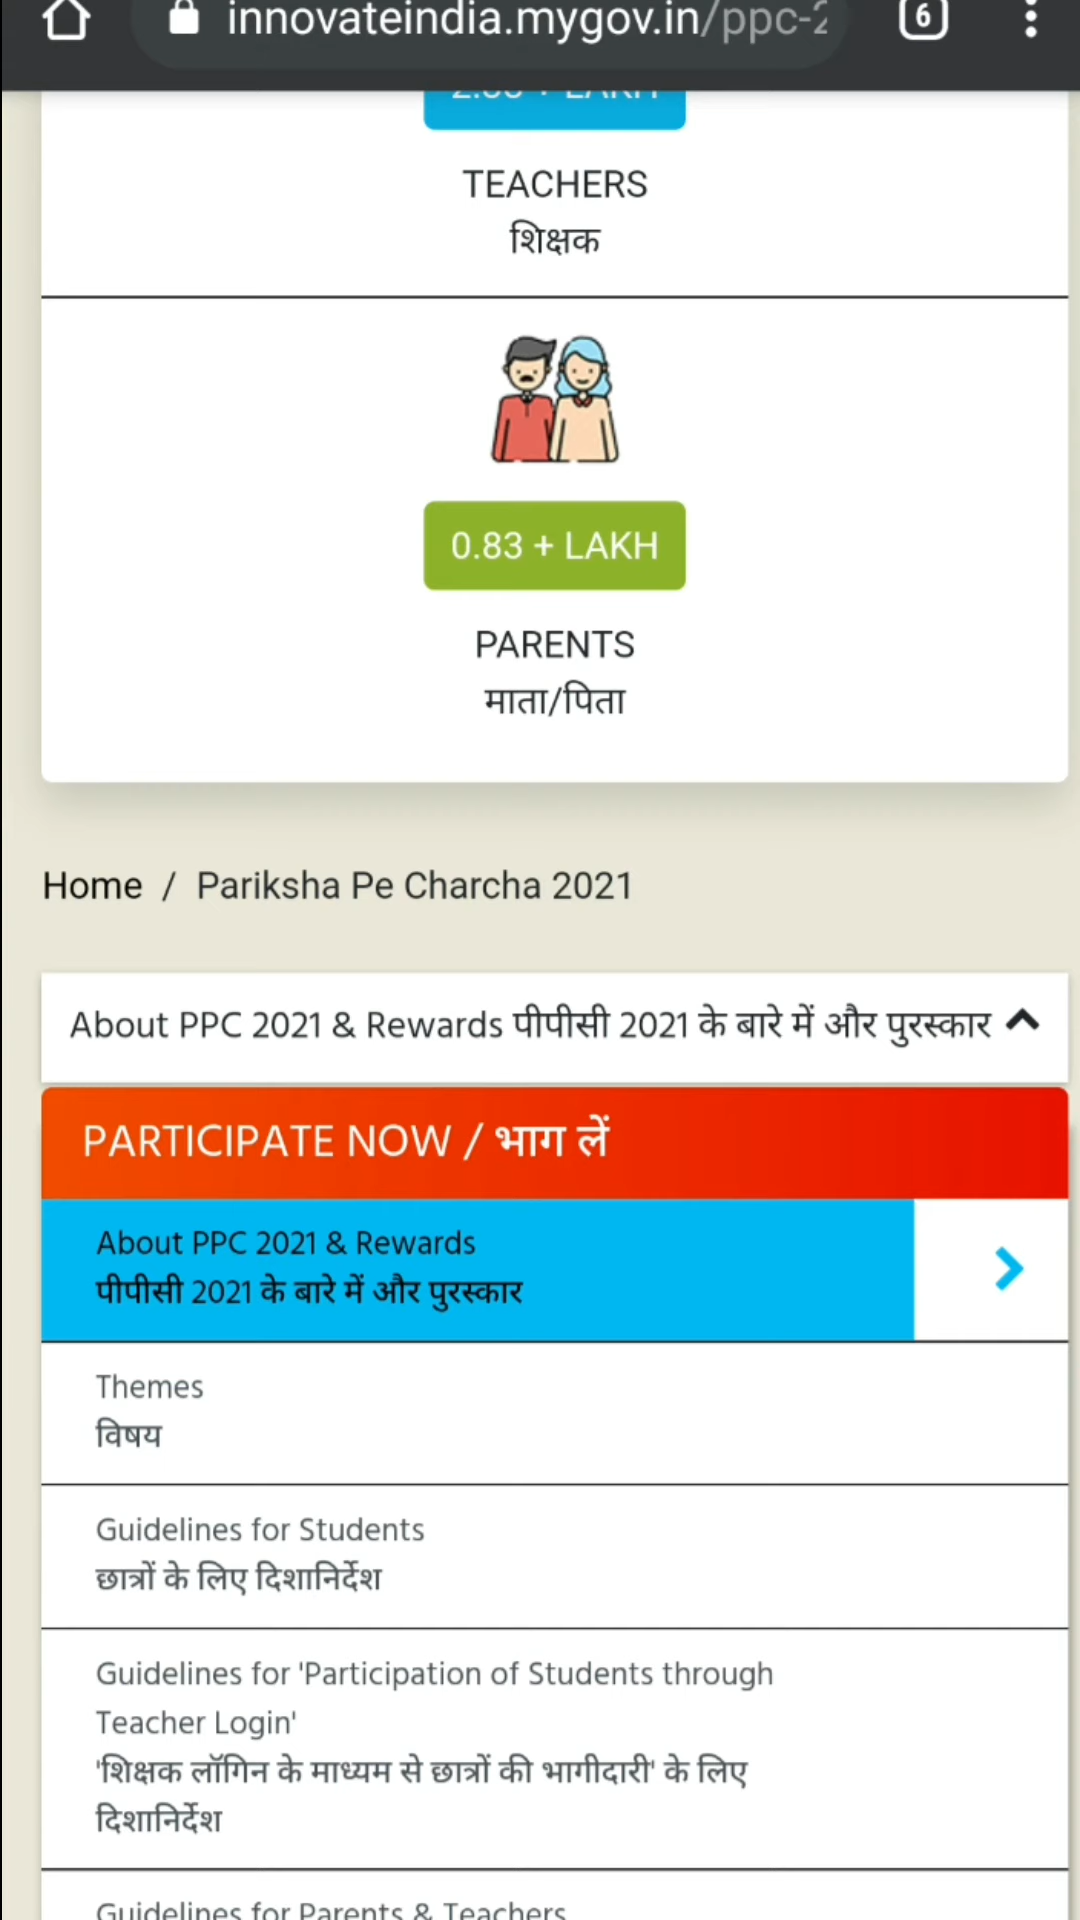 innovateindia.mygov.in/ppc-2
6
+ LAKH
TEACHERS
शिक्षक
0.83 + LAKH
PARENTS
माता/पिता
Home / Pariksha Pe Charcha 2021
About PPC 2021 & Rewards पीपीसी 2021 के बारे में और पुरस्कार
PARTICIPATE NOW / भाग लें
About PPC 2021 & Rewards
पीपीसी 2021 के बारे में और पुरस्कार
Themes
विषय
Guidelines for Students
छात्रों के लिए दिशानिर्देश
Guidelines for 'Participation of Students through
Teacher Login'
'शिक्षक लॉगिन के माध्यम से छात्रों की भागीदारी' के लिए
दिशानिर्देश
Guidelines for Parents & Teachers